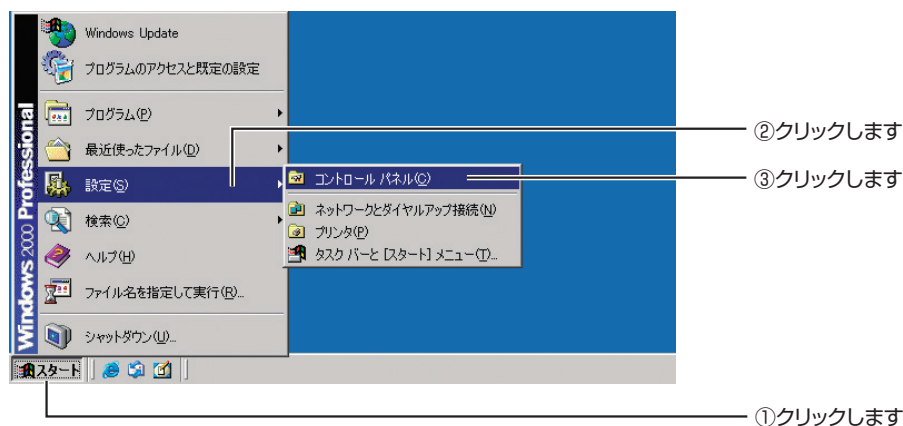 Windows 2000 Professional
Windows Update
プログラムのアクセスと既定の設定
プログラム(P)
最近使ったファイル(D)
設定(S)
検索(C)
ヘルプ(H)
ファイル名を指定して実行(R)...
シャットダウン(U)...
コントロール パネル(C)
ネットワークとダイヤルアップ接続(N)
プリンタ(P)
タスク バーと [スタート] メニュー(T)...
スタート
②クリックします
③クリックします
①クリックします